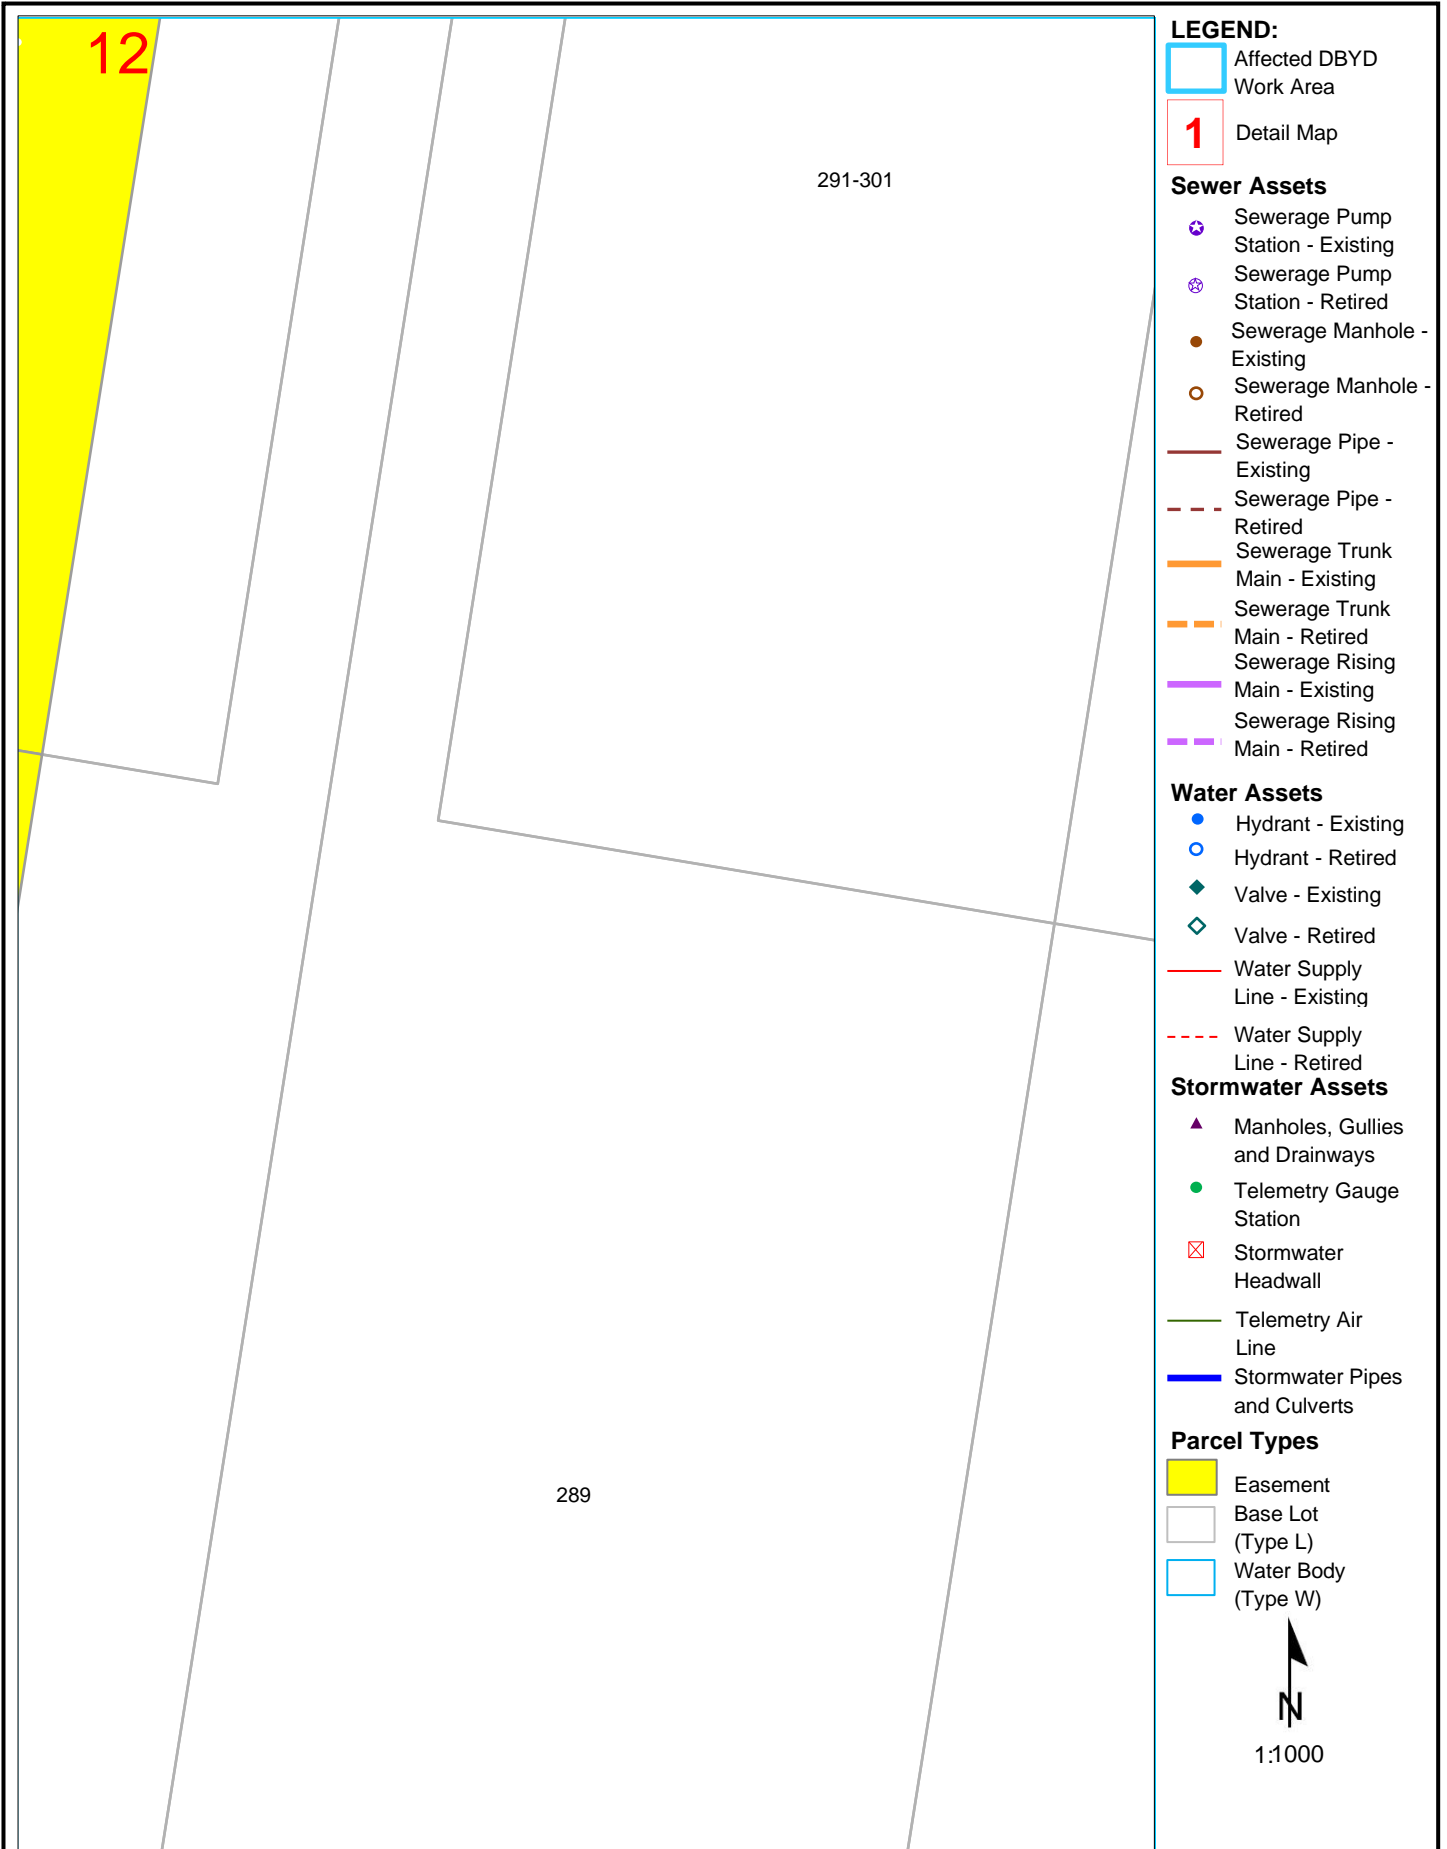 12
291-301
289
LEGEND:
Affected DBYD
Work Area
1
Detail Map
Sewer Assets
Sewerage Pump
Station - Existing
Sewerage Pump
Station - Retired
Sewerage Manhole -
Existing
Sewerage Manhole -
Retired
Sewerage Pipe -
Existing
Sewerage Pipe -
Retired
Sewerage Trunk
Main - Existing
Sewerage Trunk
Main - Retired
Sewerage Rising
Main - Existing
Sewerage Rising
Main - Retired
Water Assets
Hydrant - Existing
Hydrant - Retired
Valve - Existing
Valve - Retired
Water Supply
Line - Existing
Water Supply
Line - Retired
Stormwater Assets
Manholes, Gullies
and Drainways
Telemetry Gauge
Station
Stormwater
Headwall
Telemetry Air
Line
Stormwater Pipes
and Culverts
Parcel Types
Easement
Base Lot
(Type L)
Water Body
(Type W)
N
1:1000